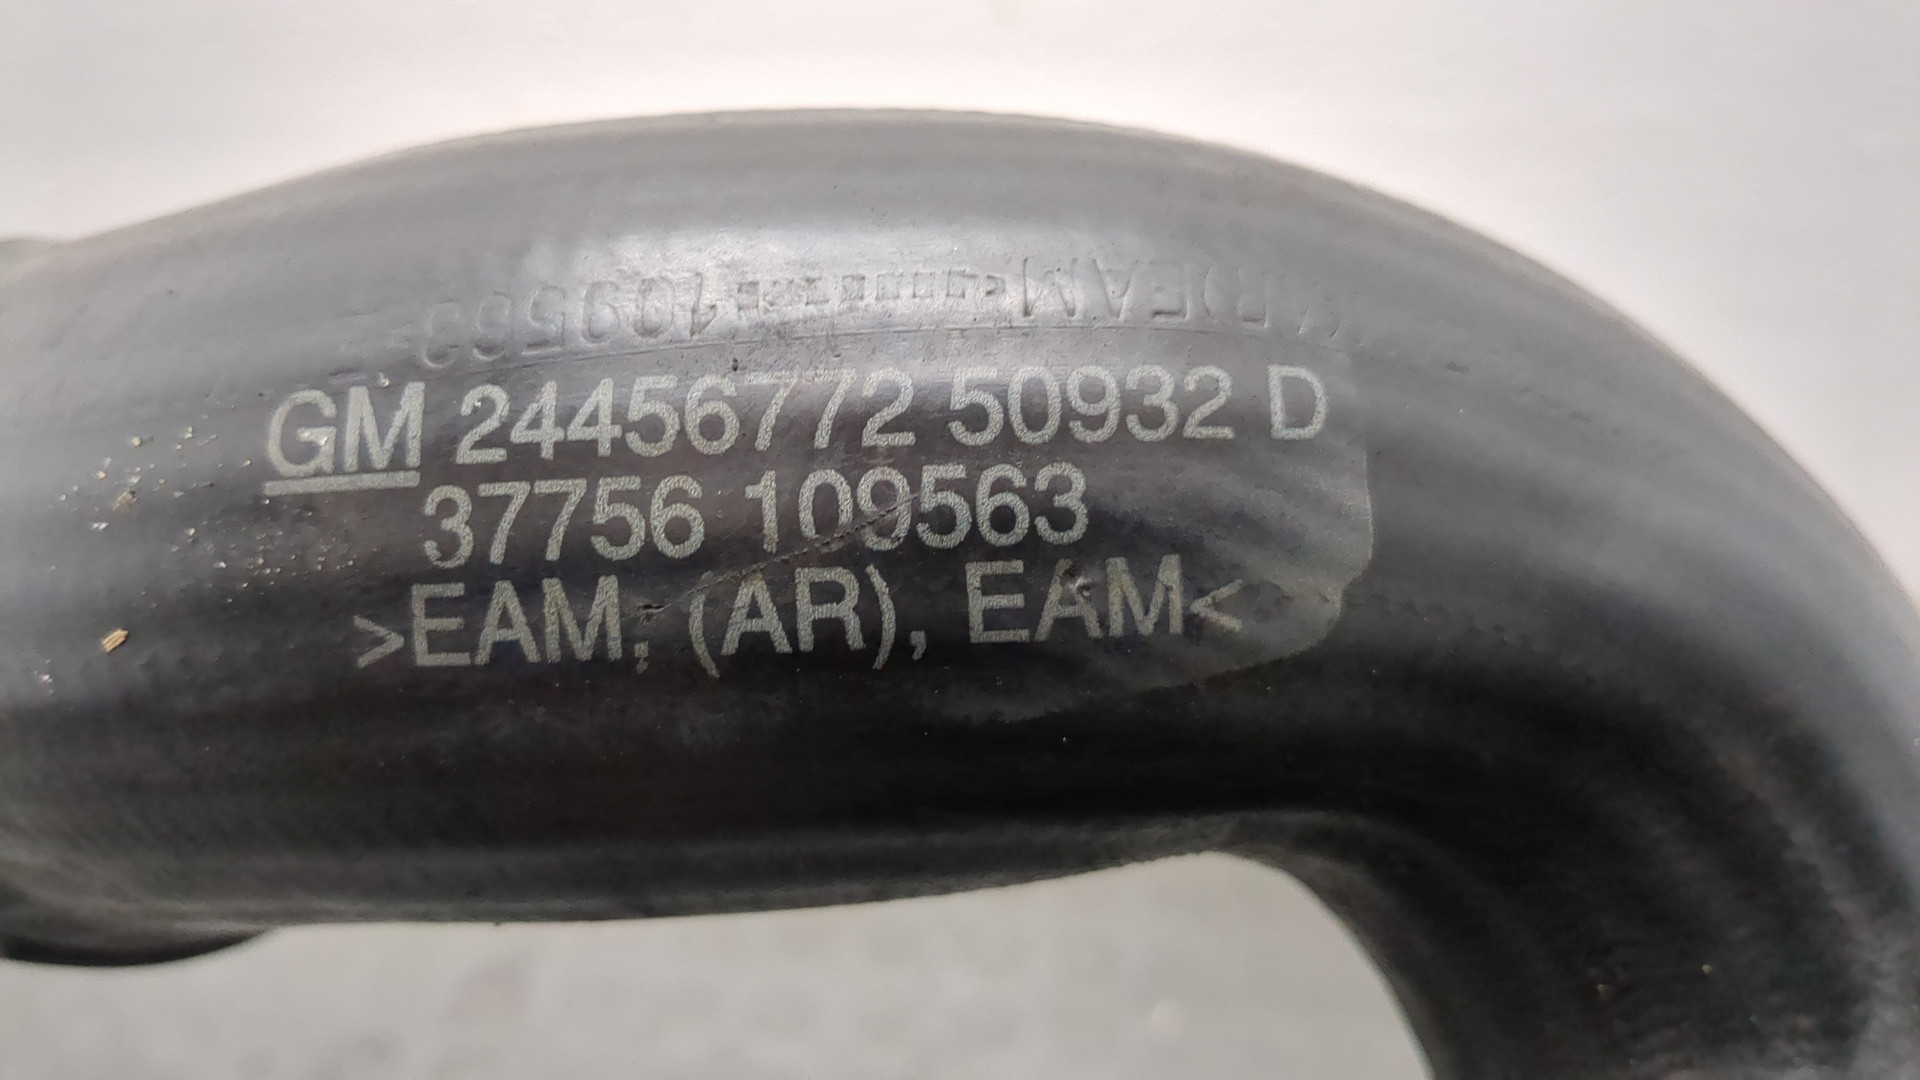 GM 24456772 50932 D
37756 109563
>EAM, (AR), EAM<